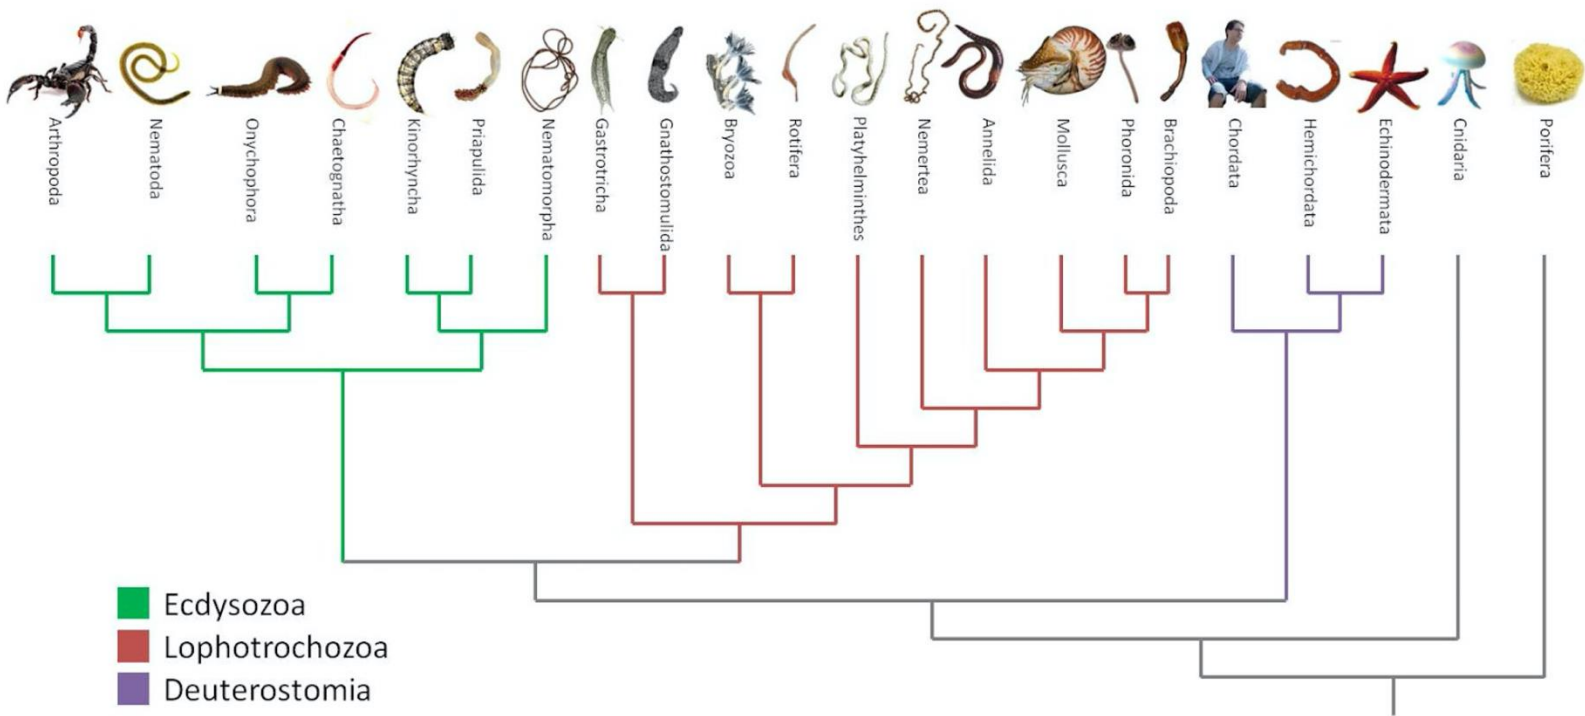 Arthropoda
Nematoda
Onychophora
Chaetognatha
Kinorhyncha
Priapulida
Nematomorpha
Gastrotricha
Gnathostomulida
Bryozoa
Rotifera
Platyhelminthes
Nemertea
Annelida
Mollusca
Phoronida
Brachiopoda
Chordata
Hemichordata
Echinodermata
Cnidaria
Porifera
Ecdysozoa
Lophotrochozoa
Deuterostomia